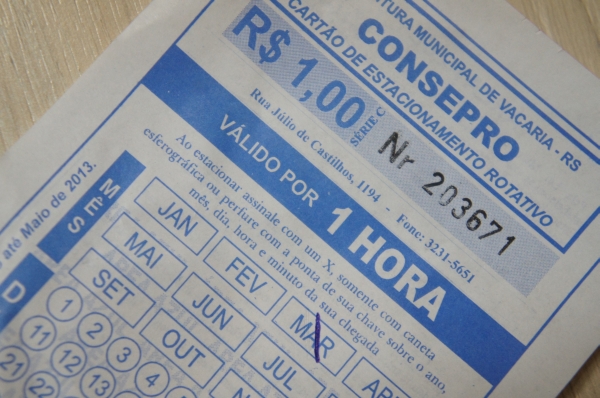 TURA MUNICIPAL DE VACARIA - RS
CONSEPRO
CARTÃO DE ESTACIONAMENTO ROTATIVO
R$ 1,00
SÉRIE C
Nr 203671
Rua Júlio de Castilhos, 1194 - Fone: 3231-5651
VÁLIDO POR 1 HORA
Ao estacionar assinale com um X, somente com caneta
esferográfica ou perfure com a ponta de sua chave sobre o ano,
mês, dia, hora e minuto da sua chegada
até Maio de 2013.
MÊS
JAN FEV MAR ABR
MAI JUN JUL
SET OUT N
D
1 2 3 4
11 12 13
21 22